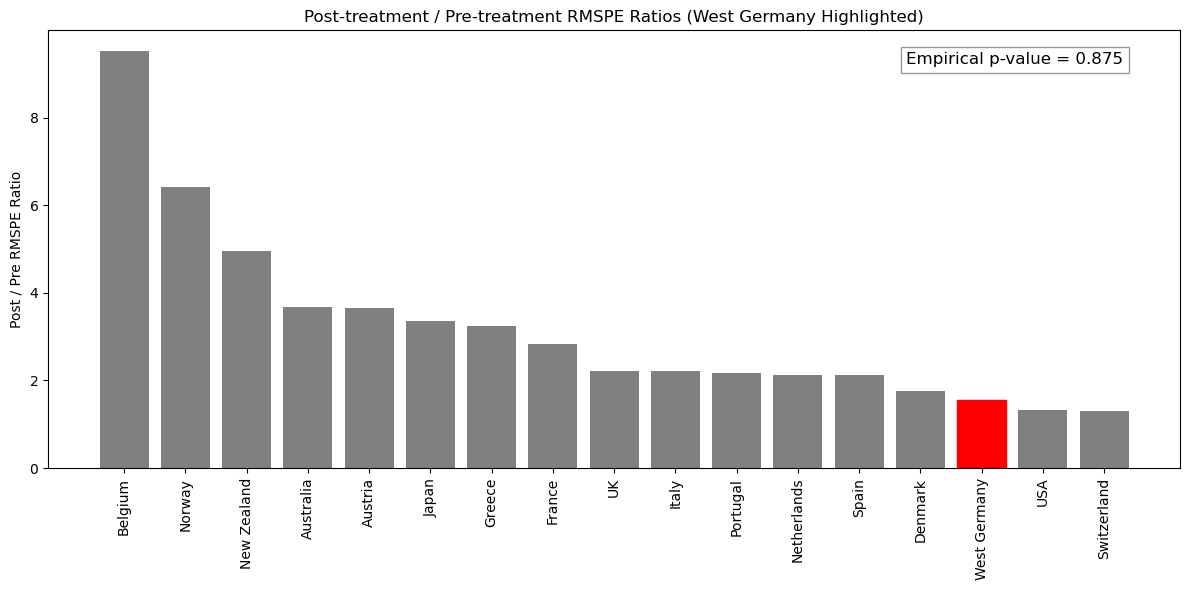 Post-treatment / Pre-treatment RMSPE Ratios (West Germany Highlighted)
Empirical p-value = 0.875
Post / Pre RMSPE Ratio
8
6
4
2
0
Belgium
Norway
New Zealand
Australia
Austria
Japan
Greece
France
UK
Italy
Portugal
Netherlands
Spain
Denmark
West Germany
USA
Switzerland